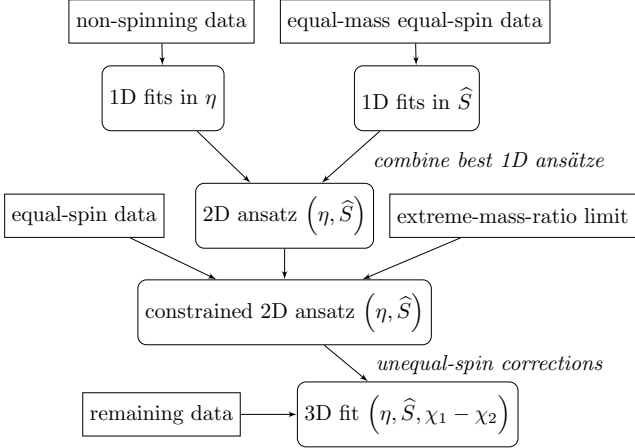 non-spinning data
equal-mass equal-spin data
1D fits in η
1D fits in Ŝ
combine best 1D ansätze
equal-spin data
2D ansatz (η, Ŝ)
extreme-mass-ratio limit
constrained 2D ansatz (η, Ŝ)
unequal-spin corrections
remaining data
3D fit (η, Ŝ, χ₁ − χ₂)